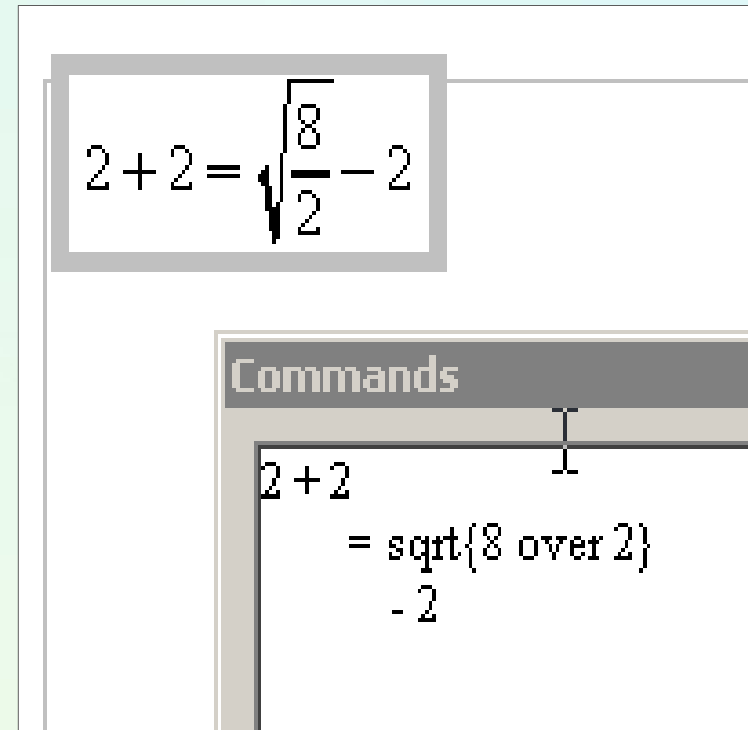 2 + 2 = √8/2 − 2
Commands
2 + 2
= sqrt{8 over 2}
- 2